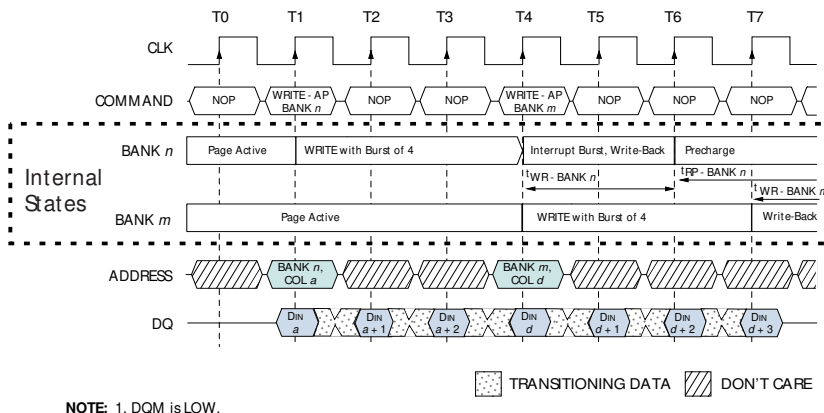 T0 T1 T2 T3 T4 T5 T6 T7
CLK
COMMAND NOP WRITE - AP BANK n NOP NOP WRITE - AP BANK m NOP NOP NOP
Internal States
BANK n Page Active WRITE with Burst of 4 Interrupt Burst, Write-Back Precharge
tWR - BANK n tRP - BANK n
tWR - BANK m
BANK m Page Active WRITE with Burst of 4 Write-Back
ADDRESS BANK n, COL a BANK m, COL d
DQ DIN a DIN a + 1 DIN a + 2 DIN d DIN d + 1 DIN d + 2 DIN d + 3
TRANSITIONING DATA DON'T CARE
NOTE: 1. DQM is LOW.